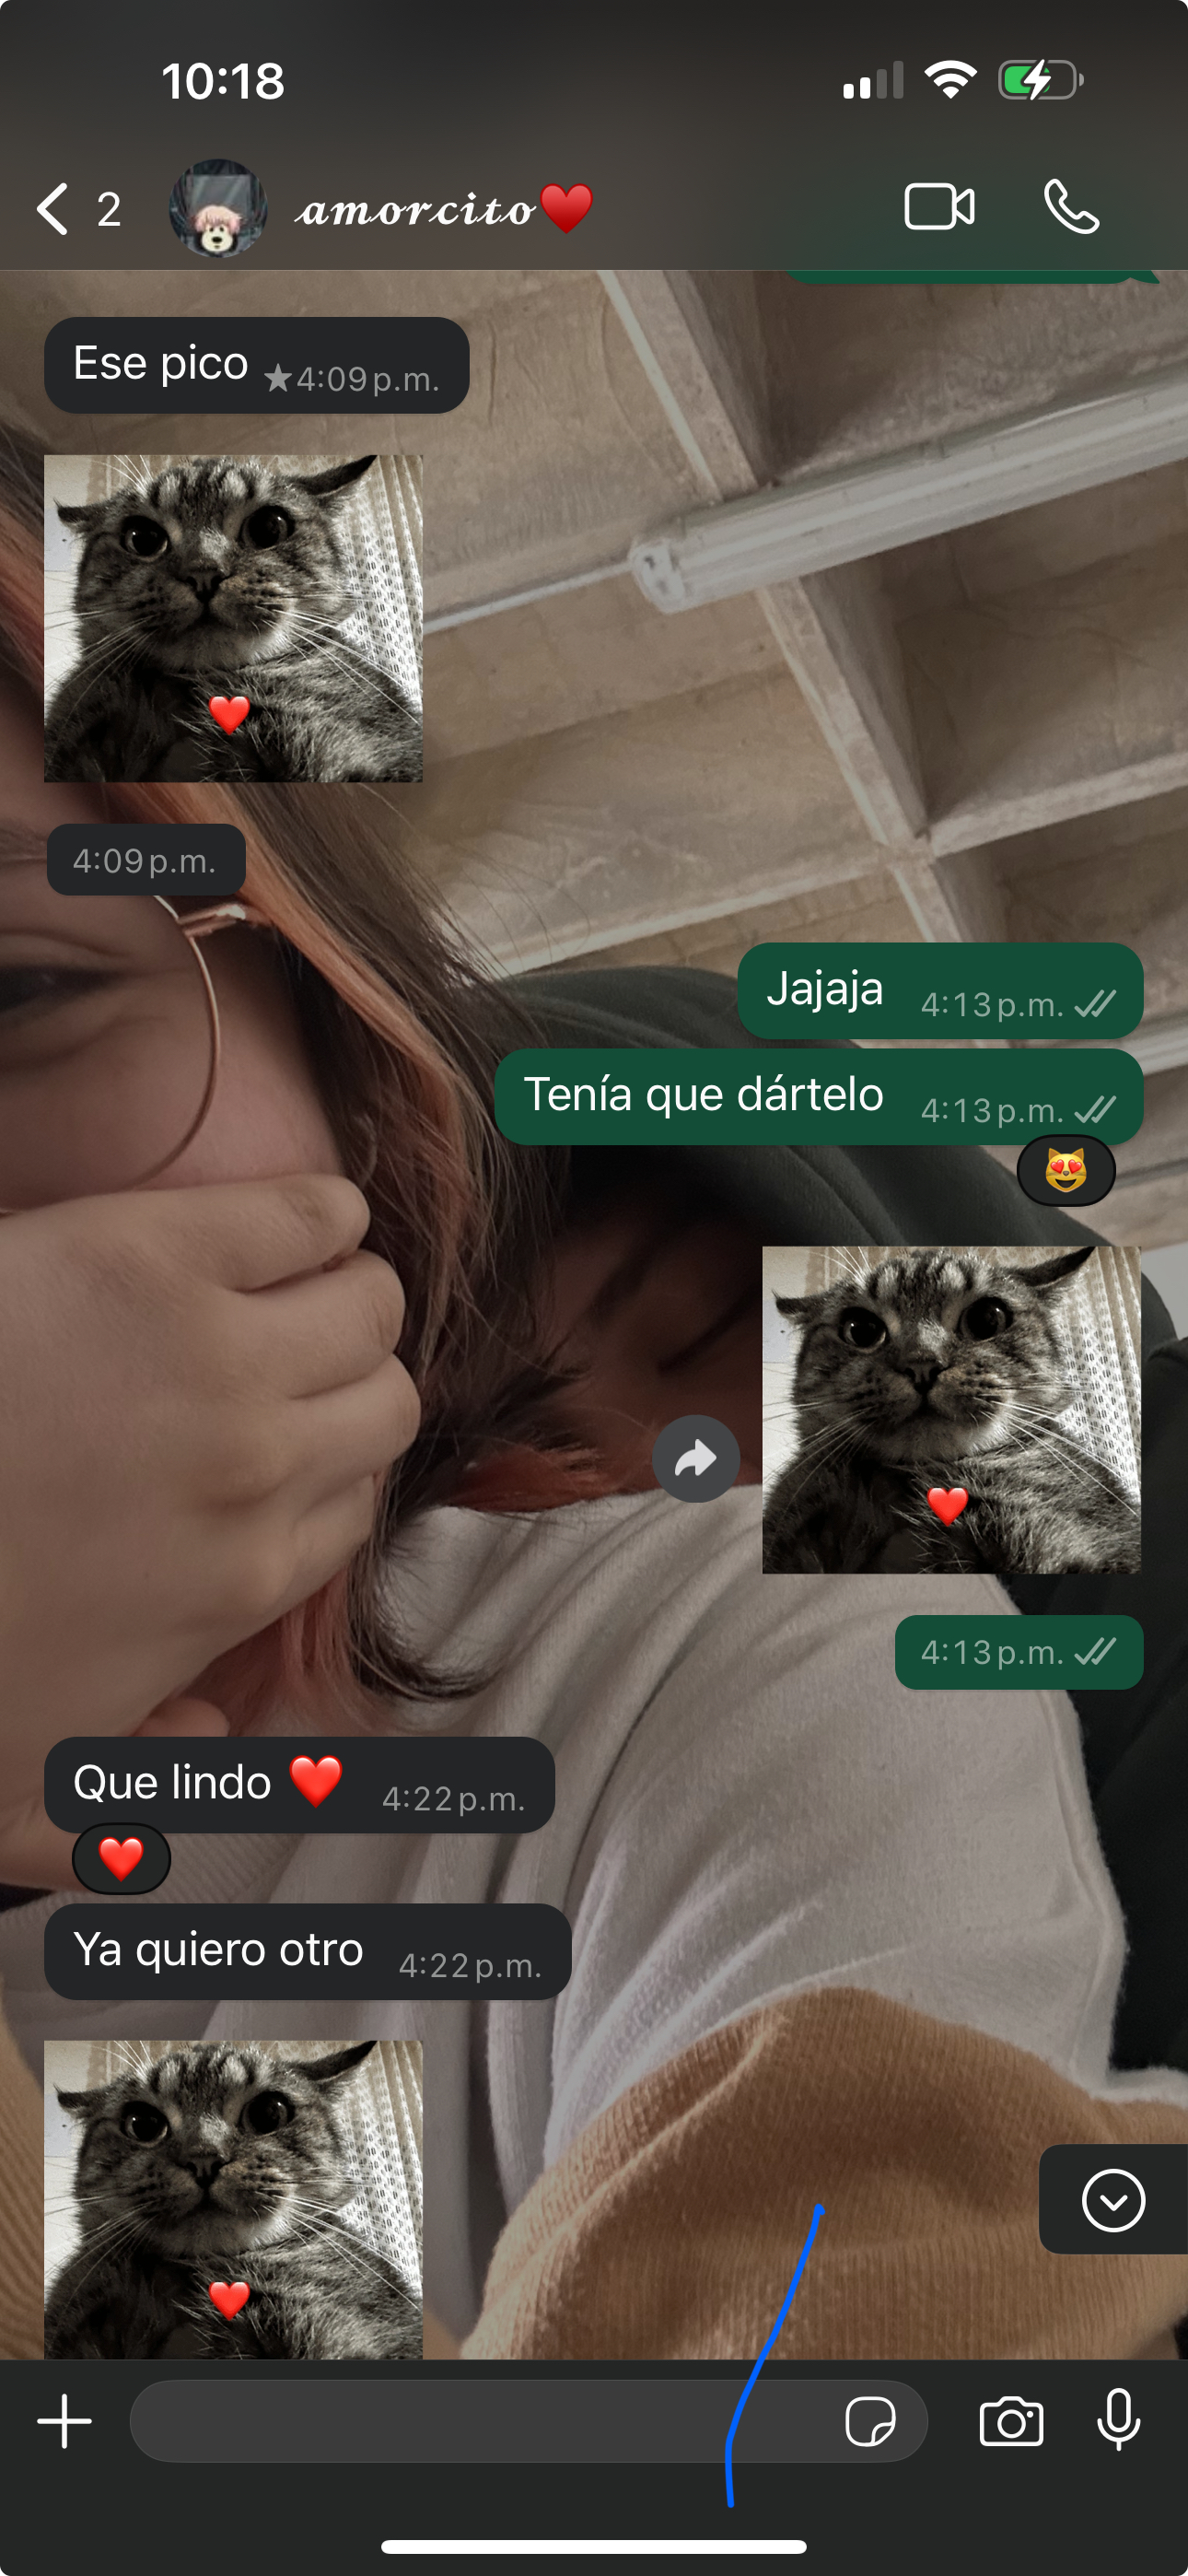 10:18
2 amorcito❤️
Ese pico ★4:09 p.m.
4:09 p.m.
Jajaja 4:13 p.m.
Tenía que dártelo 4:13 p.m.
4:13 p.m.
Que lindo ❤️ 4:22 p.m.
Ya quiero otro 4:22 p.m.